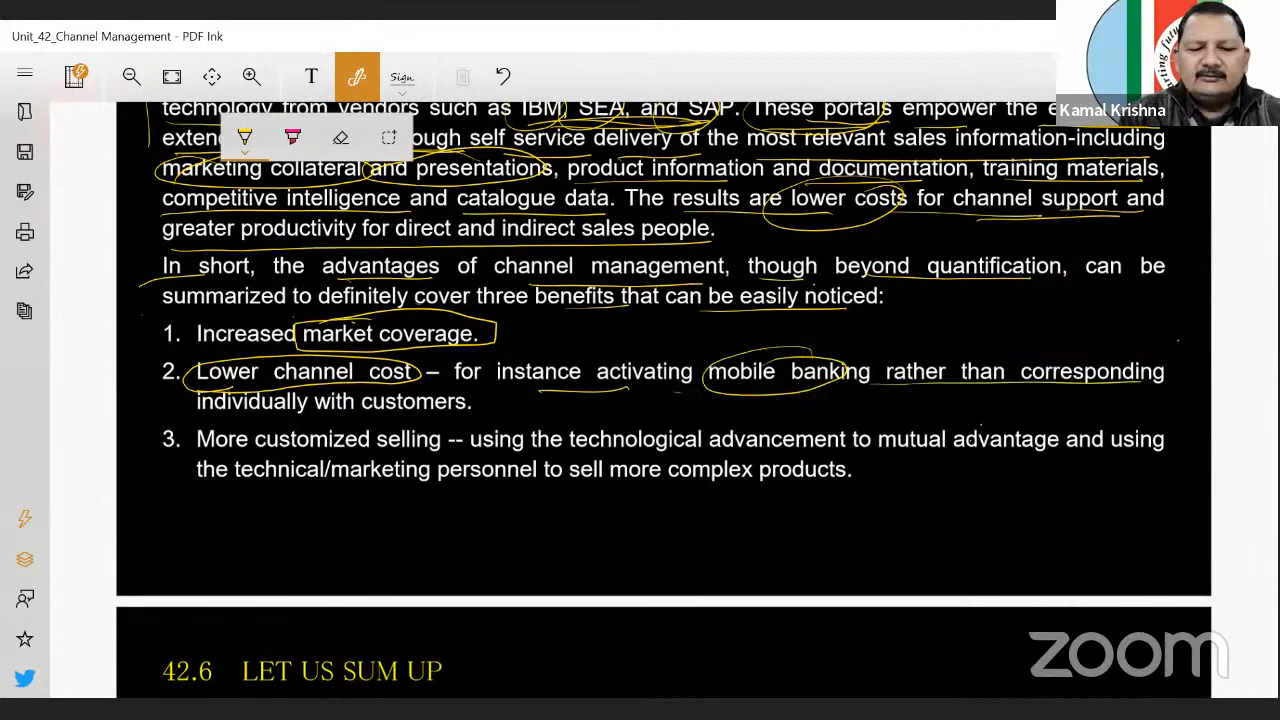 Unit_42_Channel Management - PDF Ink
T
Sign
Kamal Krishna
technology from vendors such as IBM, SEA, and SAP. These portals empower the
exten ough self service delivery of the most relevant sales information-including
marketing collateral and presentations, product information and documentation, training materials,
competitive intelligence and catalogue data. The results are lower costs for channel support and
greater productivity for direct and indirect sales people.
In short, the advantages of channel management, though beyond quantification, can be
summarized to definitely cover three benefits that can be easily noticed:
1. Increased market coverage.
2. Lower channel cost – for instance activating mobile banking rather than corresponding
individually with customers.
3. More customized selling -- using the technological advancement to mutual advantage and using
the technical/marketing personnel to sell more complex products.
42.6 LET US SUM UP
zoom